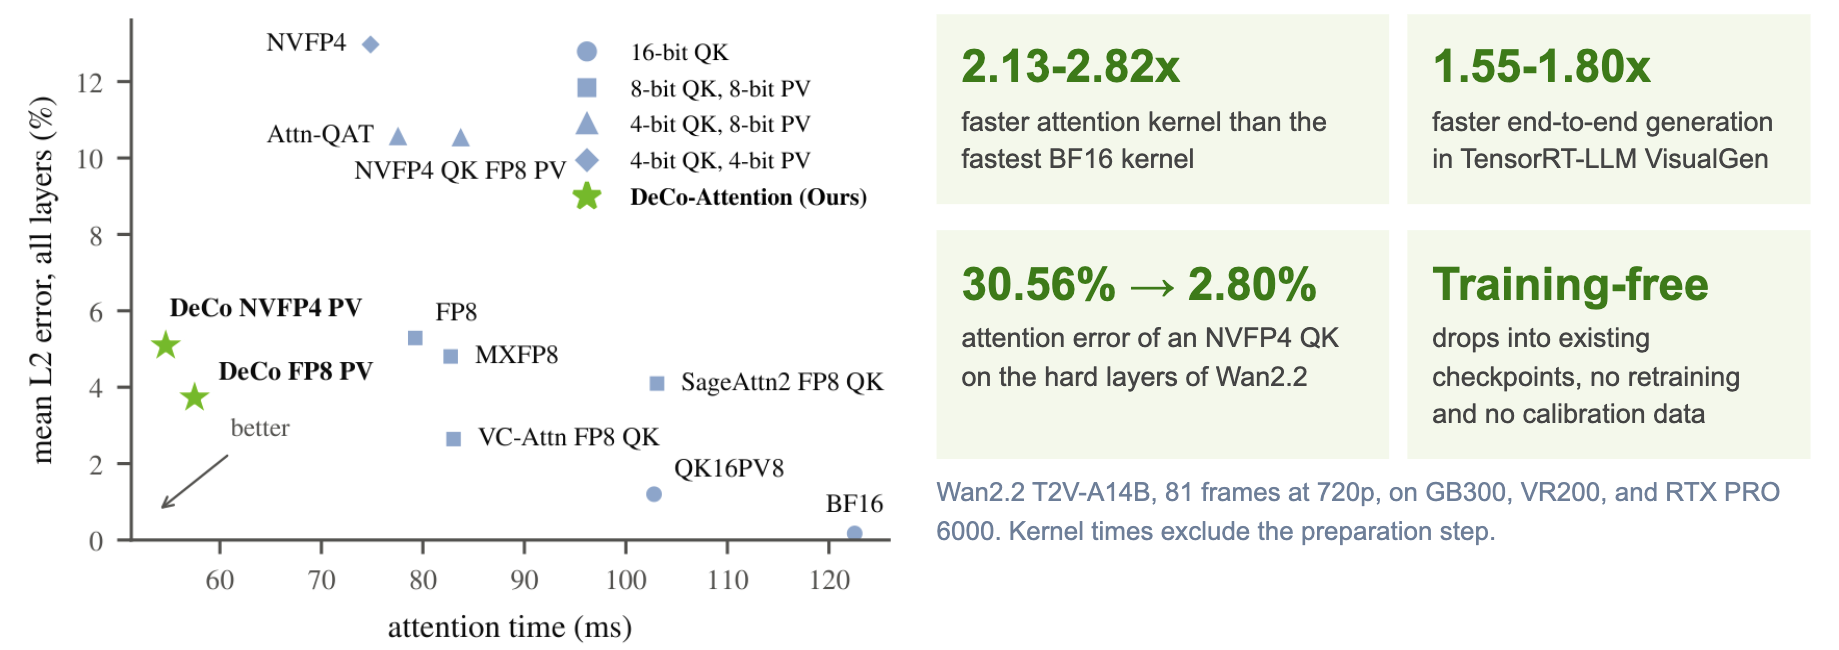 NVFP4
16-bit QK
8-bit QK, 8-bit PV
4-bit QK, 8-bit PV
4-bit QK, 4-bit PV
DeCo-Attention (Ours)
Attn-QAT
NVFP4 QK FP8 PV
DeCo NVFP4 PV
FP8
MXFP8
DeCo FP8 PV
SageAttn2 FP8 QK
better
VC-Attn FP8 QK
QK16PV8
BF16
mean L2 error, all layers (%)
12
10
8
6
4
2
0
60 70 80 90 100 110 120
attention time (ms)
2.13-2.82x
faster attention kernel than the
fastest BF16 kernel
1.55-1.80x
faster end-to-end generation
in TensorRT-LLM VisualGen
30.56% → 2.80%
attention error of an NVFP4 QK
on the hard layers of Wan2.2
Training-free
drops into existing
checkpoints, no retraining
and no calibration data
Wan2.2 T2V-A14B, 81 frames at 720p, on GB300, VR200, and RTX PRO
6000. Kernel times exclude the preparation step.